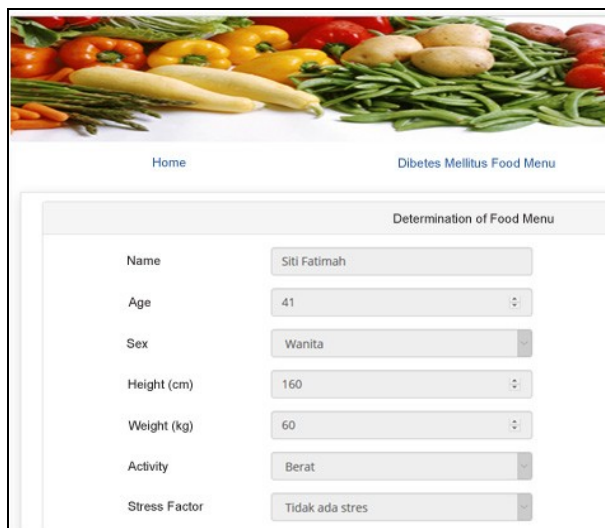 Home Dibetes Mellitus Food Menu
Determination of Food Menu
Name Siti Fatimah
Age 41
Sex Wanita
Height (cm) 160
Weight (kg) 60
Activity Berat
Stress Factor Tidak ada stres